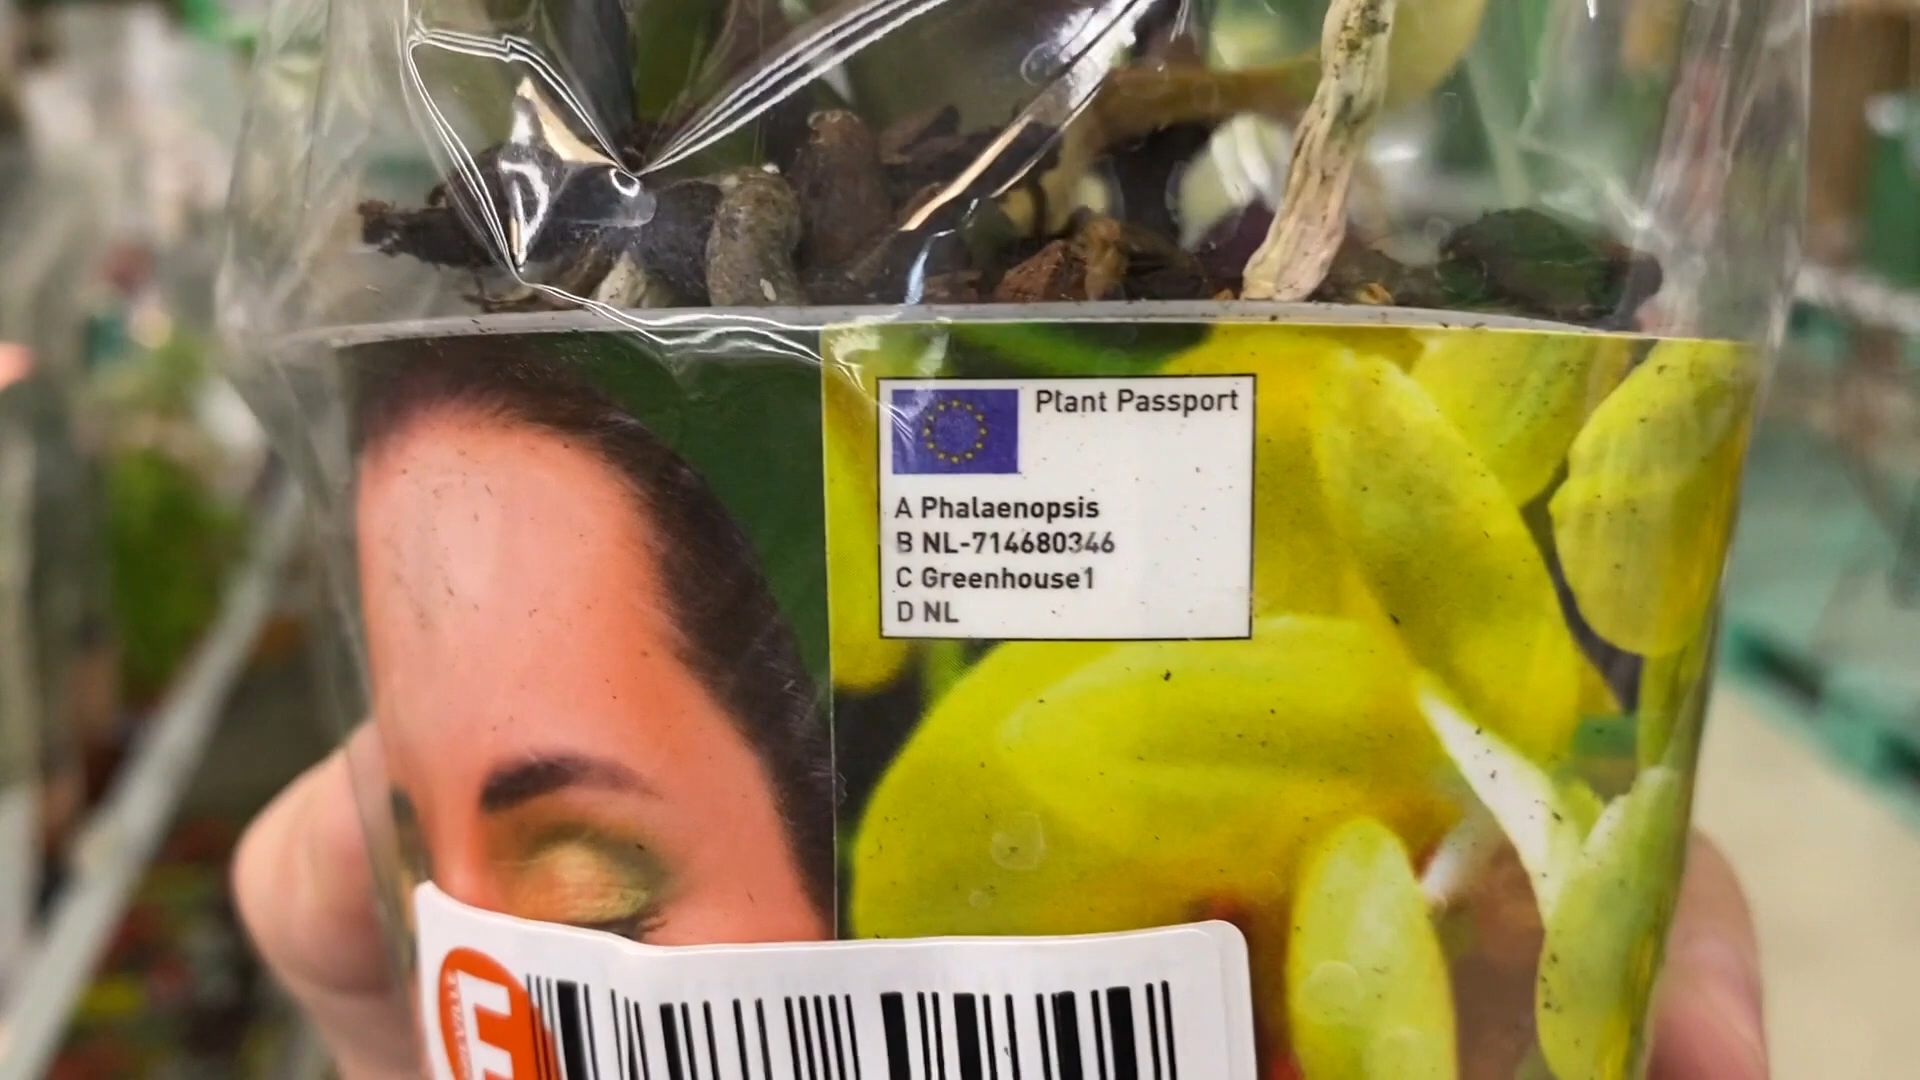 Plant Passport
A Phalaenopsis
B NL-714680346
C Greenhouse1
D NL